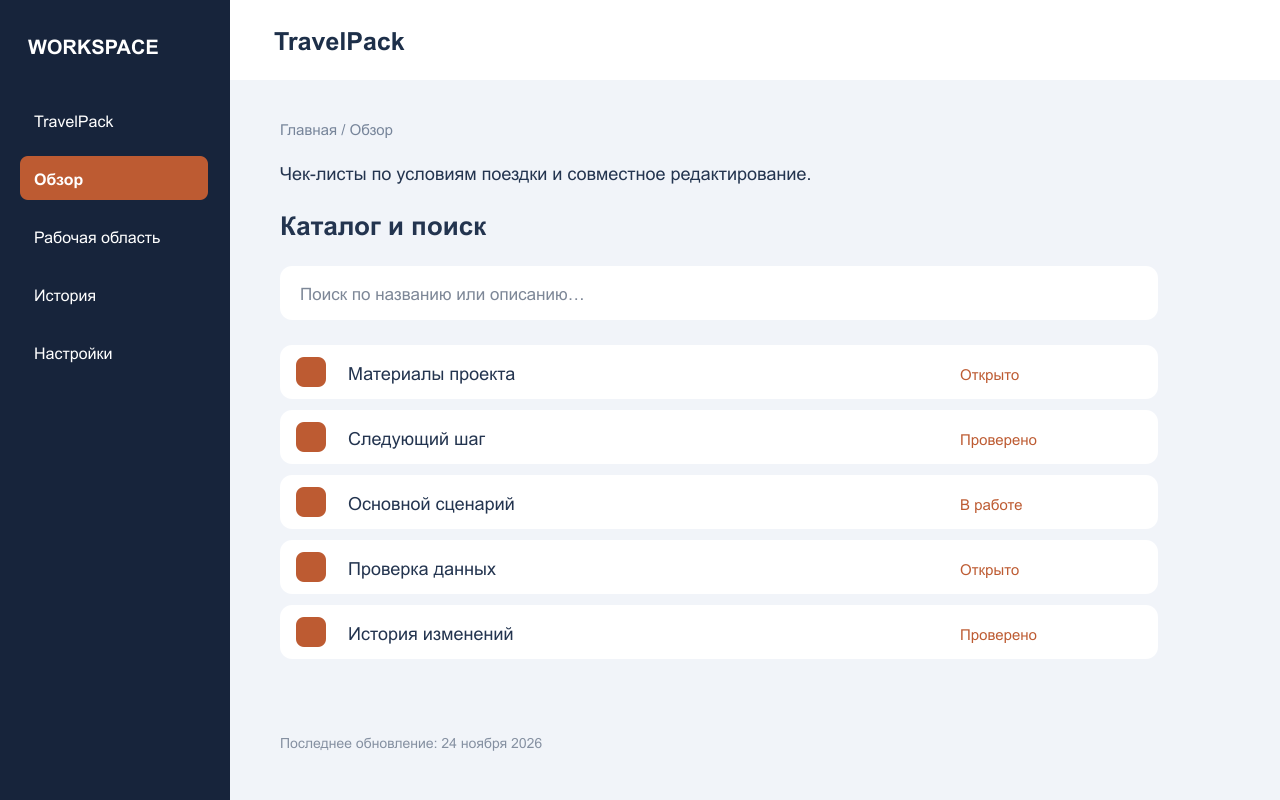 WORKSPACE
TravelPack
Обзор
Рабочая область
История
Настройки
TravelPack
Главная / Обзор
Чек-листы по условиям поездки и совместное редактирование.
Каталог и поиск
Поиск по названию или описанию…
Материалы проекта Открыто
Следующий шаг Проверено
Основной сценарий В работе
Проверка данных Открыто
История изменений Проверено
Последнее обновление: 24 ноября 2026